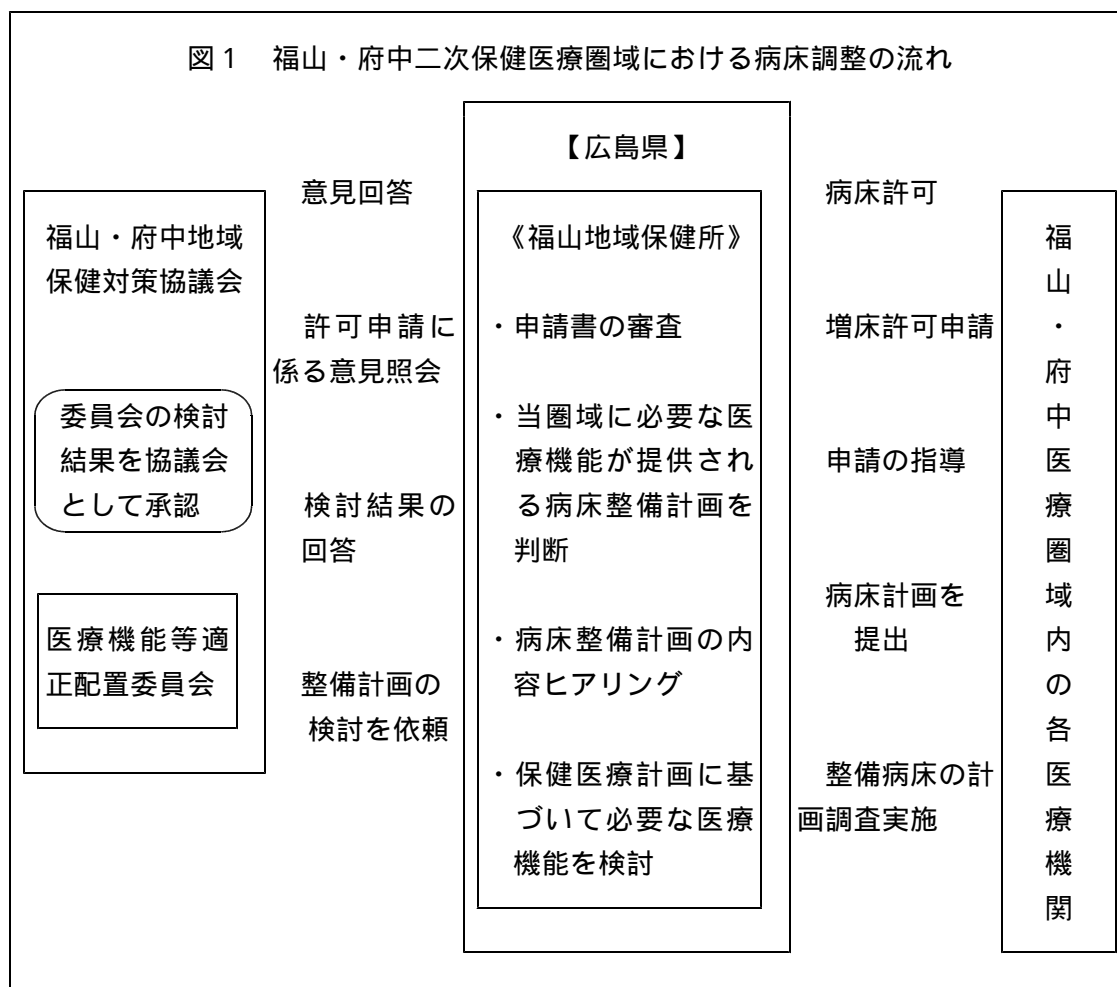 図1 福山・府中二次保健医療圏域における病床調整の流れ
福山・府中地域
保健対策協議会
委員会の検討
結果を協議会
として承認
医療機能等適
正配置委員会
意見回答
許可申請に
係る意見照会
検討結果の
回答
整備計画の
検討を依頼
【広島県】
《福山地域保健所》
・申請書の審査
・当圏域に必要な医
療機能が提供され
る病床整備計画を
判断
・病床整備計画の内
容ヒアリング
・保健医療計画に基
づいて必要な医療
機能を検討
病床許可
増床許可申請
申請の指導
病床計画を
提出
整備病床の計
画調査実施
福山・府中医療圏域内の各医療機関